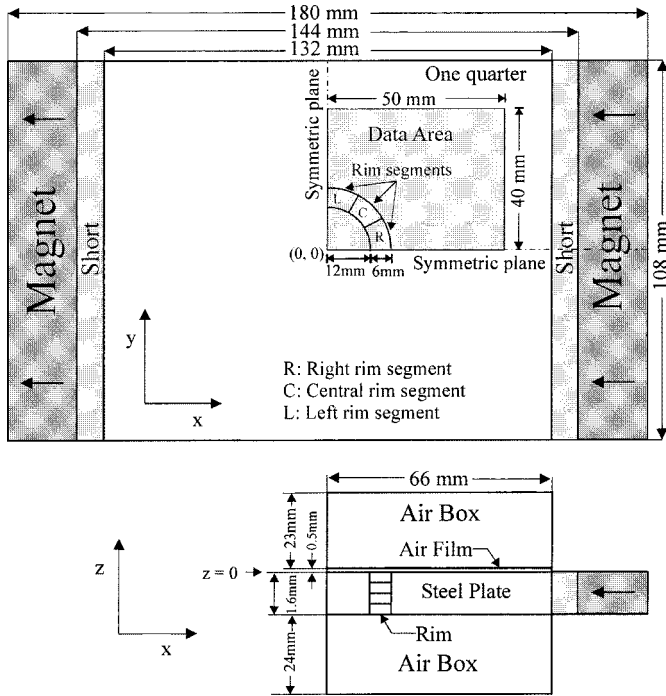 180 mm
144 mm
132 mm
One quarter
50 mm
Symmetric plane
Data Area
Rim segments
L
C
R
40 mm
(0, 0)
12mm
6mm
Symmetric plane
Magnet
Short
Short
Magnet
108 mm
y
x
R: Right rim segment
C: Central rim segment
L: Left rim segment
66 mm
23mm
0.5mm
Air Box
Air Film
z
z = 0
1.6mm
Steel Plate
Rim
x
24mm
Air Box